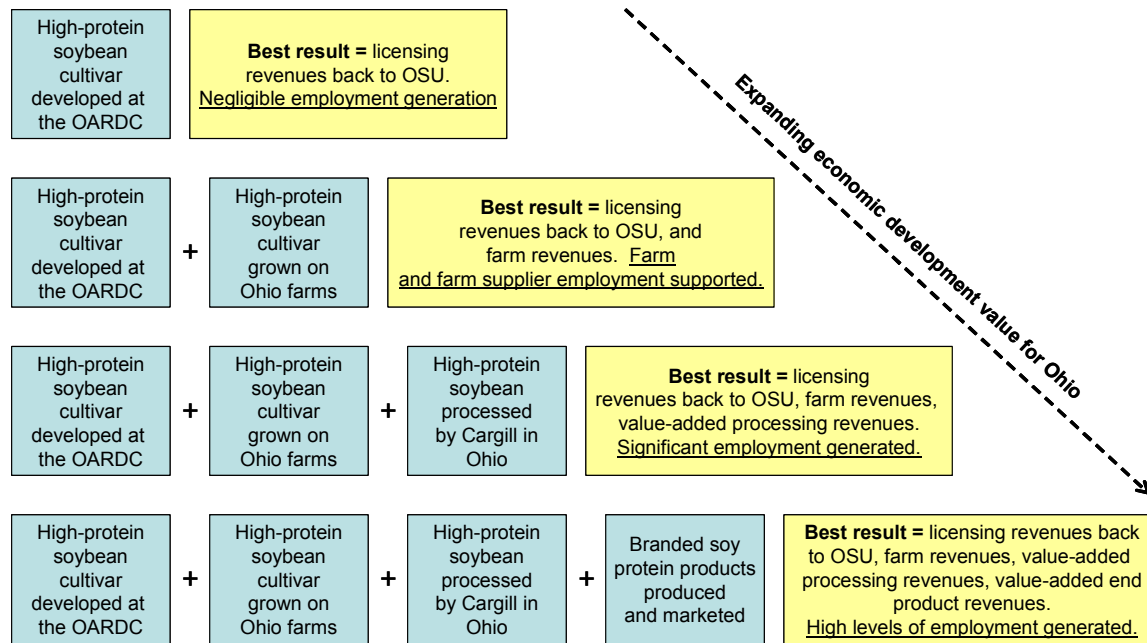 High-protein
soybean
cultivar
developed at
the OARDC
Best result = licensing
revenues back to OSU.
Negligible employment generation
Expanding economic development value for Ohio
High-protein
soybean
cultivar
developed at
the OARDC
+
High-protein
soybean
cultivar
grown on
Ohio farms
Best result = licensing
revenues back to OSU, and
farm revenues. Farm
and farm supplier employment supported.
High-protein
soybean
cultivar
developed at
the OARDC
+
High-protein
soybean
cultivar
grown on
Ohio farms
+
High-protein
soybean
processed
by Cargill in
Ohio
Best result = licensing
revenues back to OSU, farm revenues,
value-added processing revenues.
Significant employment generated.
High-protein
soybean
cultivar
developed at
the OARDC
+
High-protein
soybean
cultivar
grown on
Ohio farms
+
High-protein
soybean
processed
by Cargill in
Ohio
+
Branded soy
protein products
produced
and marketed
Best result = licensing revenues back
to OSU, farm revenues, value-added
processing revenues, value-added end
product revenues.
High levels of employment generated.